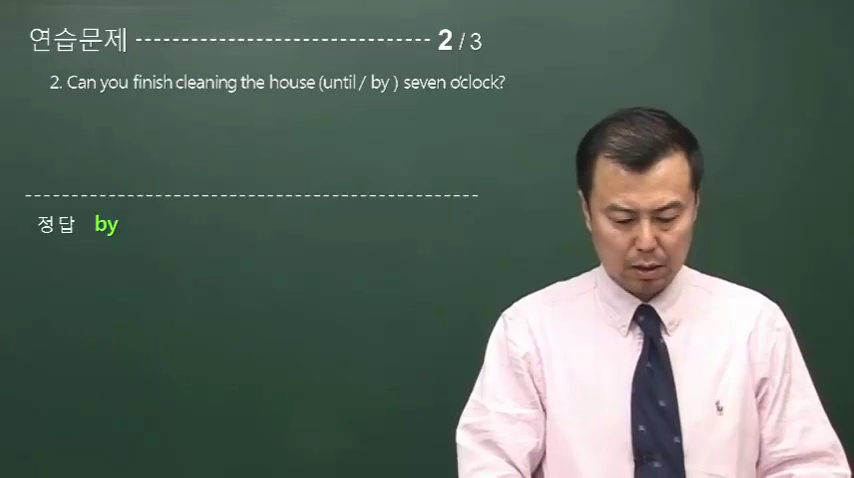 연습문제 ------------------------------- 2 / 3
2. Can you finish cleaning the house (until / by ) seven o'clock?
정답 by